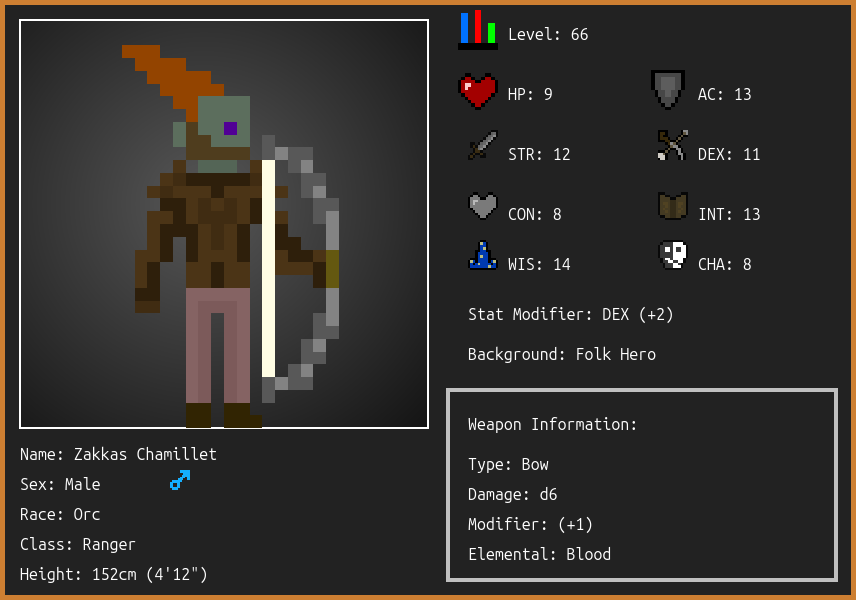 Level: 66
HP: 9
AC: 13
STR: 12
DEX: 11
CON: 8
INT: 13
WIS: 14
CHA: 8
Stat Modifier: DEX (+2)
Background: Folk Hero
Weapon Information:
Type: Bow
Damage: d6
Modifier: (+1)
Elemental: Blood
Name: Zakkas Chamillet
Sex: Male
Race: Orc
Class: Ranger
Height: 152cm (4'12")